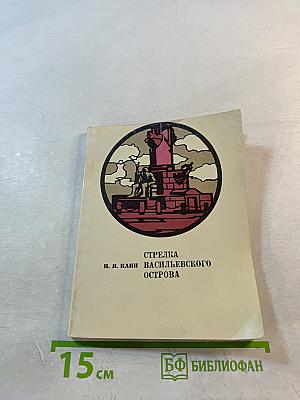 СТРЕЛКА
Н. Я. КАНН ВАСИЛЬЕВСКОГО
ОСТРОВА
15 см
БФ БИБЛИОФАН